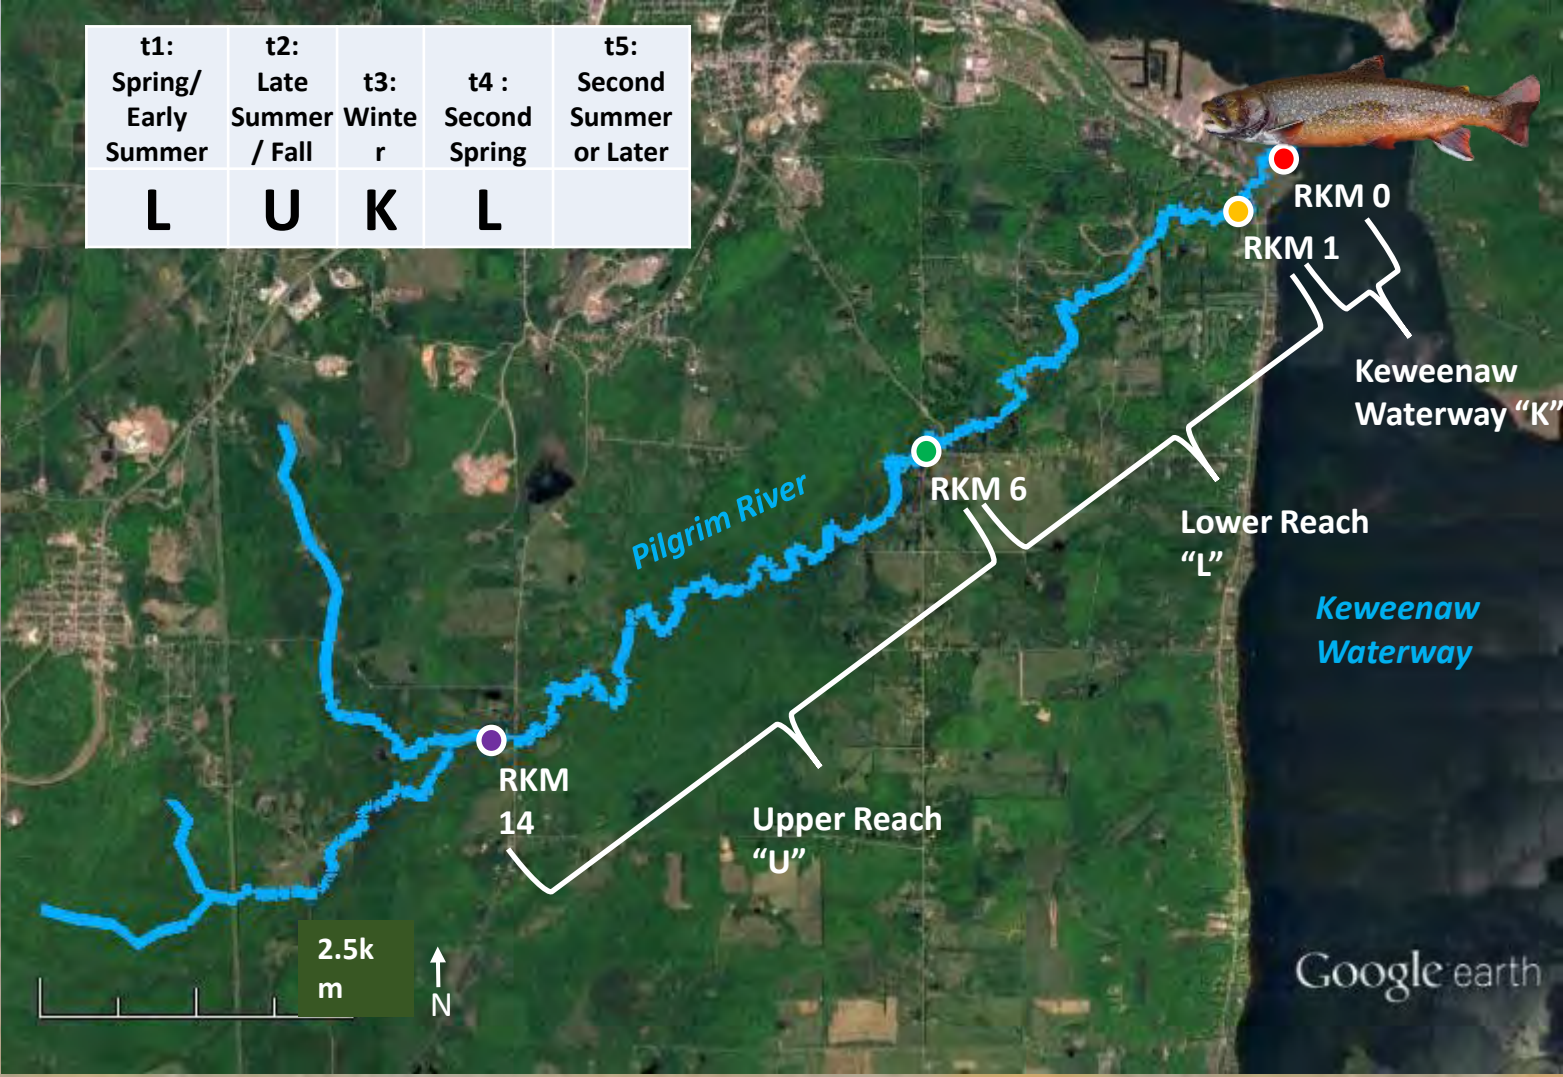 t1:
Spring/
Early
Summer
t2:
Late
Summer
/ Fall
t3:
Winte
r
t4 :
Second
Spring
t5:
Second
Summer
or Later
L
U
K
L
RKM 0
RKM 1
Keweenaw
Waterway “K”
RKM 6
Pilgrim River
Lower Reach
“L”
Keweenaw
Waterway
RKM
14
Upper Reach
“U”
2.5k
m
N
Google earth